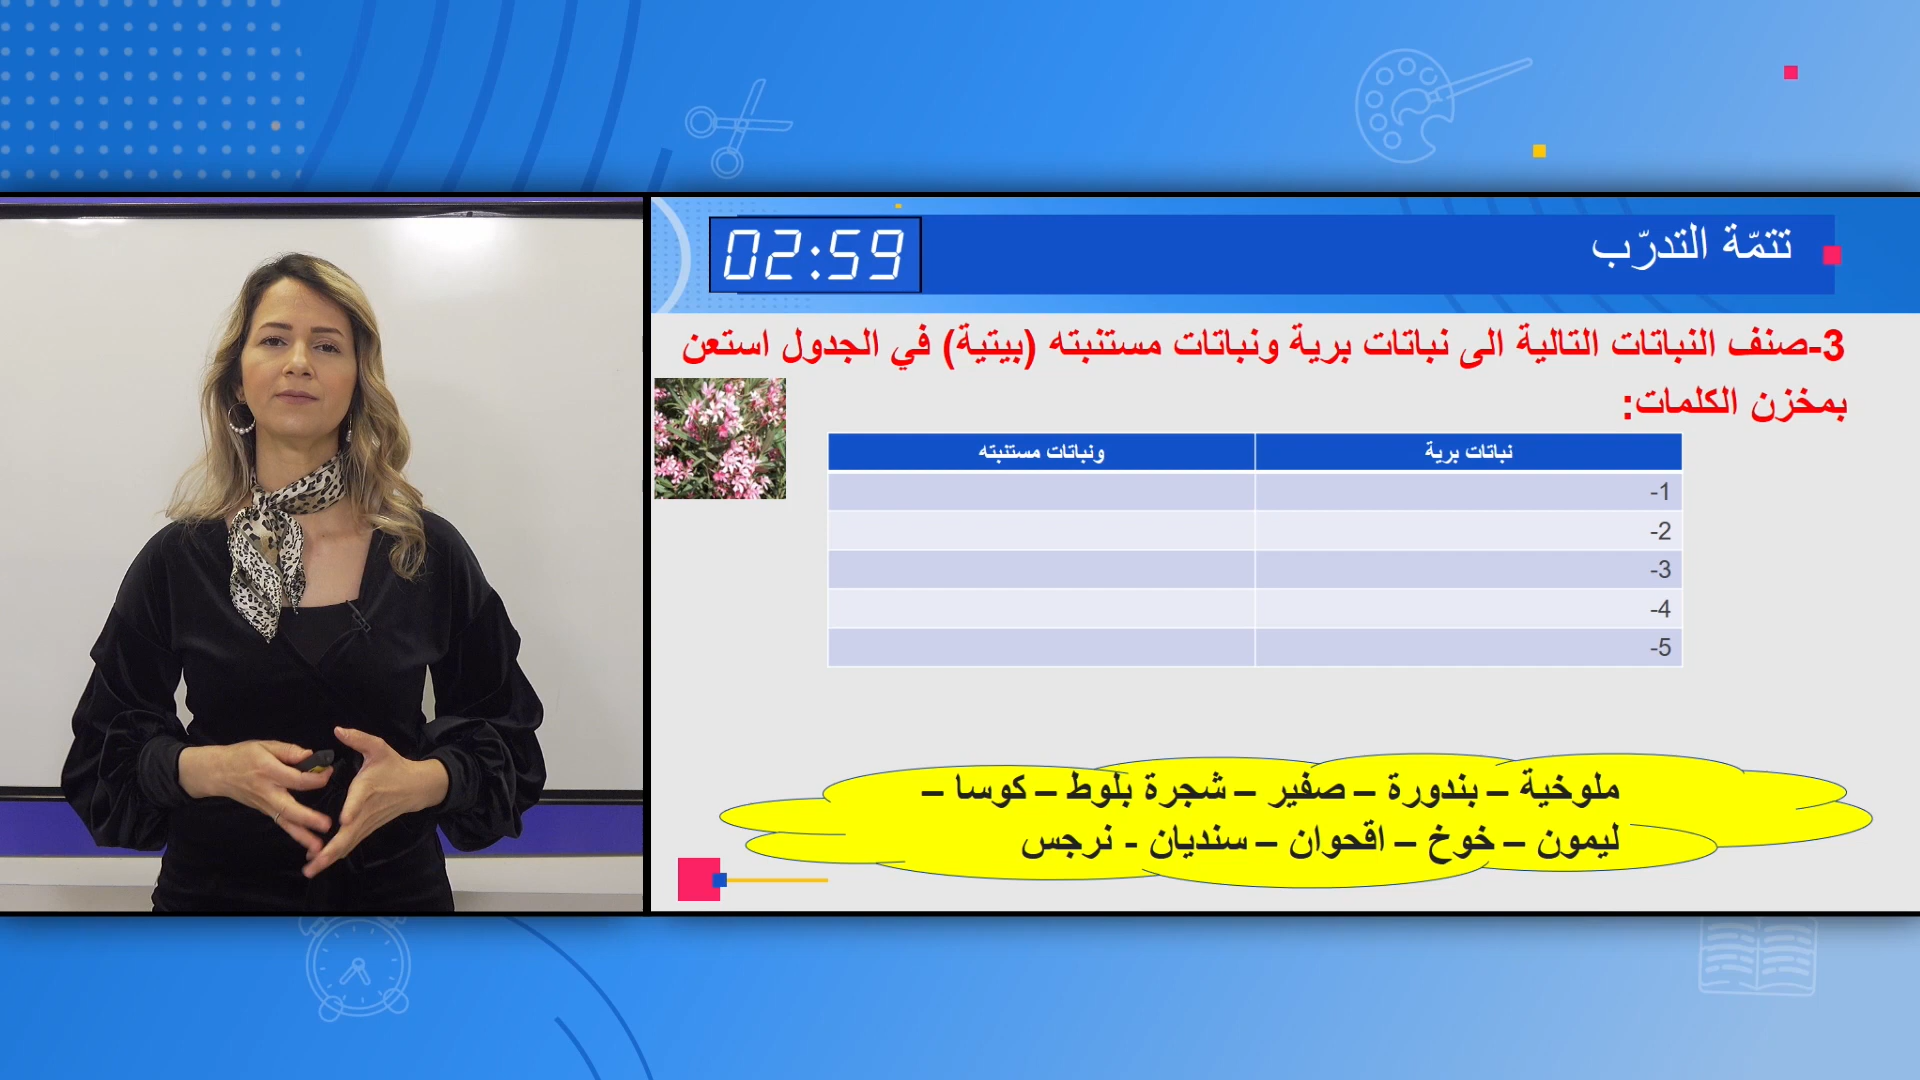 02:59
تتمّة التدرّب
3-صنف النباتات التالية الى نباتات برية ونباتات مستنبته (بيتية) في الجدول استعن
بمخزن الكلمات:
نباتات برية
ونباتات مستنبته
1-
2-
3-
4-
5-
ملوخية – بندورة – صفير – شجرة بلوط – كوسا –
ليمون – خوخ – اقحوان – سنديان - نرجس